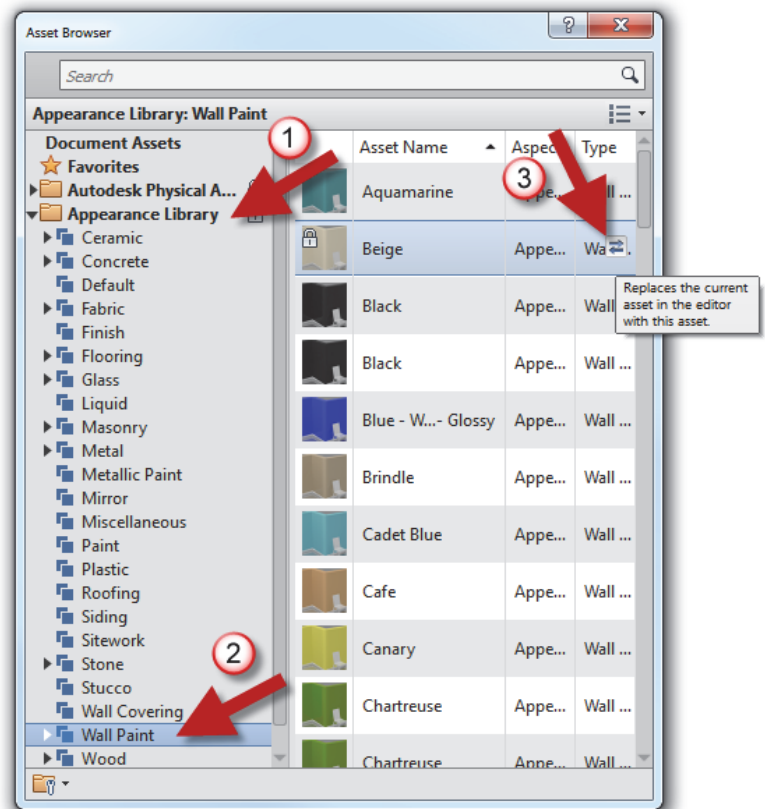 Asset Browser
Search
Appearance Library: Wall Paint
Document Assets
Favorites
Autodesk Physical A...
Appearance Library
Ceramic
Concrete
Default
Fabric
Finish
Flooring
Glass
Liquid
Masonry
Metal
Metallic Paint
Mirror
Miscellaneous
Paint
Plastic
Roofing
Siding
Sitework
Stone
Stucco
Wall Covering
Wall Paint
Wood
1
2
3
Asset Name Aspec Type
Aquamarine
Beige Appe... Wa
Replaces the current
asset in the editor
with this asset.
Black Appe... Wall
Black Appe... Wall ...
Blue - W...- Glossy Appe... Wall ...
Brindle Appe... Wall ...
Cadet Blue Appe... Wall ...
Cafe Appe... Wall ...
Canary Appe... Wall ...
Chartreuse Appe... Wall ...
Chartreuse Appe... Wall ...